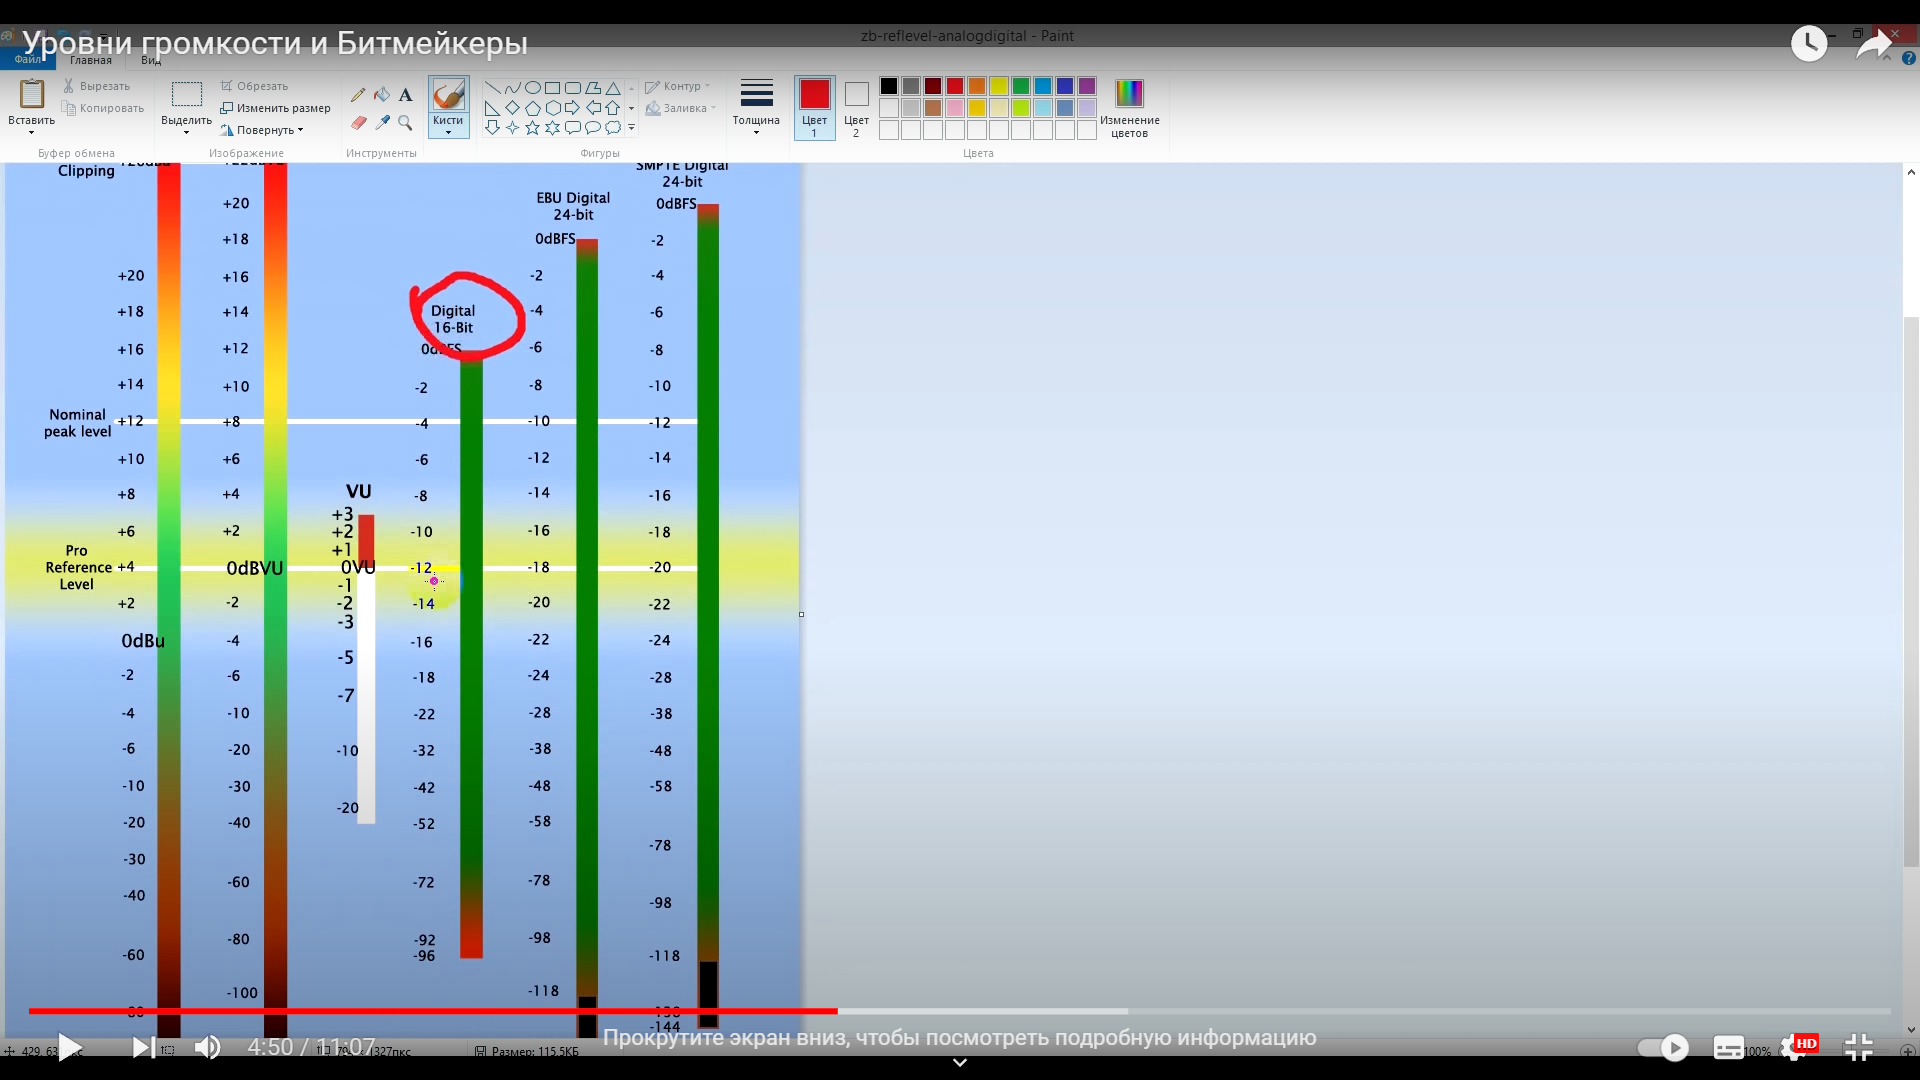 Уровни громкости и Битмейкеры
zb-reflevel-analogdigital - Paint
Файл
Главная
Вид
Вставить
Вырезать
Копировать
Буфер обмена
Выделить
Обрезать
Изменить размер
Повернуть
Изображение
Инструменты
Кисти
Фигуры
Контур
Заливка
Толщина
Цвет
1
Цвет
2
Изменение
цветов
Цвета
Clipping
+20
+18
+16
+14
Nominal
peak level
+12
+10
+8
+6
Pro
Reference
Level
+4
+2
0dBu
-2
-4
-6
-10
-20
-30
-40
-60
+20
+18
+16
+14
+12
+10
+8
+6
+4
+2
0dBVU
-2
-4
-6
-10
-20
-30
-40
-60
-80
-100
VU
+3
+2
+1
0VU
-1
-2
-3
-5
-7
-10
-20
Digital
16-Bit
0dBFS
-2
-4
-6
-8
-10
-12
-14
-16
-18
-22
-32
-42
-52
-72
-92
-96
EBU Digital
24-bit
0dBFS
-2
-4
-6
-8
-10
-12
-14
-16
-18
-20
-22
-24
-28
-38
-48
-58
-78
-98
-118
SMPTE Digital
24-bit
0dBFS
-2
-4
-6
-8
-10
-12
-14
-16
-18
-20
-22
-24
-28
-38
-48
-58
-78
-98
-118
-144
4:50 / 11:07
Прокрутите экран вниз, чтобы посмотреть подробную информацию
Размер: 115,5КБ
100%
HD